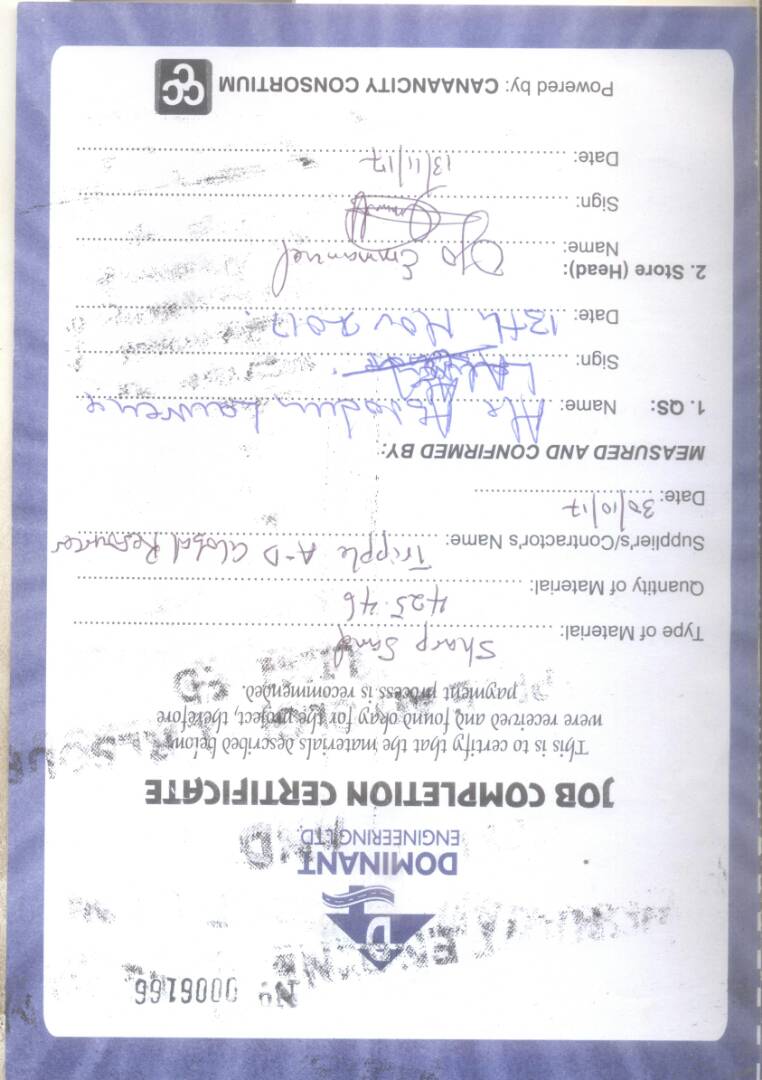 Nº 0006166
D
DOMINANT
ENGINEERING LTD.
JOB COMPLETION CERTIFICATE
This is to certify that the materials described below
were received and found okay for the project, therefore
payment process is recommended.
Type of Material: Sharp Sand
Quantity of Material: 425.46
Supplier's/Contractor's Name: Tripple A-D Global Resources
Date: 30/10/17
MEASURED AND CONFIRMED BY:
1. QS: Name: Ale Abiodun Lawrence
Sign:
Date: 13th Nov 2017
2. Store (Head):
Name: Ojo Emmanuel
Sign:
Date: 13/11/17
Powered by: CANAANCITY CONSORTIUM CCC